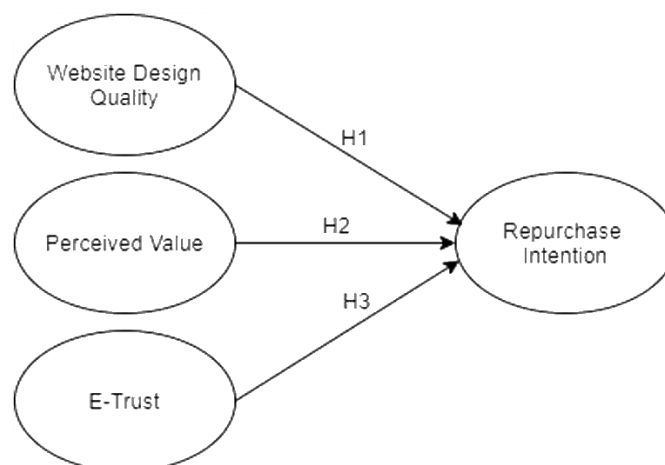 Website Design
Quality
H1
Perceived Value
H2
Repurchase
Intention
H3
E-Trust